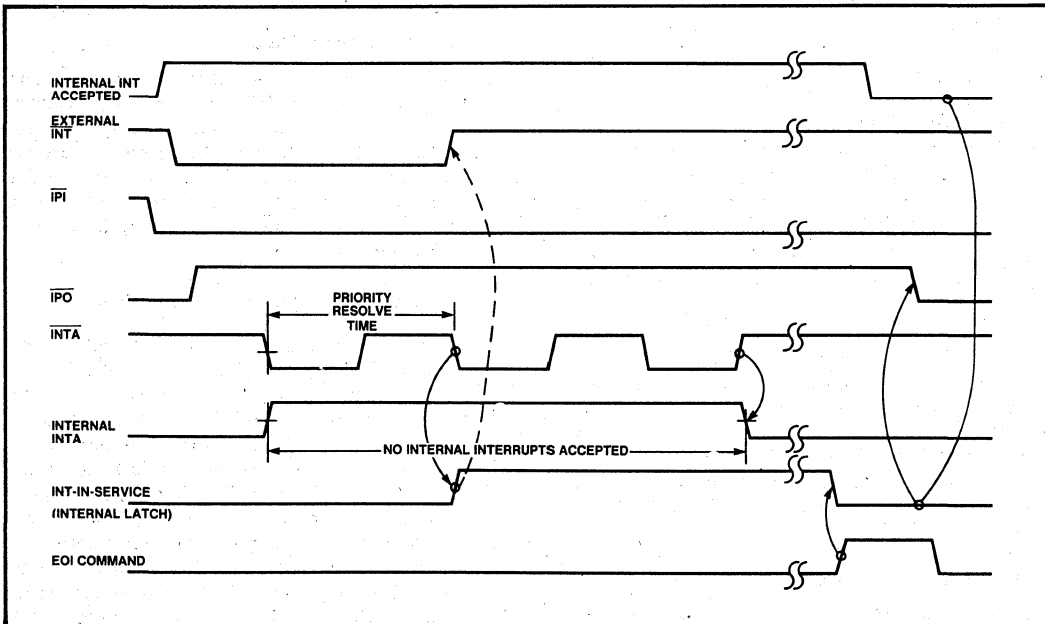 INTERNAL INT
ACCEPTED
EXTERNAL
INT
IPI
IPO
PRIORITY
RESOLVE
TIME
INTA
INTERNAL
INTA
NO INTERNAL INTERRUPTS ACCEPTED
INT-IN-SERVICE
(INTERNAL LATCH)
EOI COMMAND